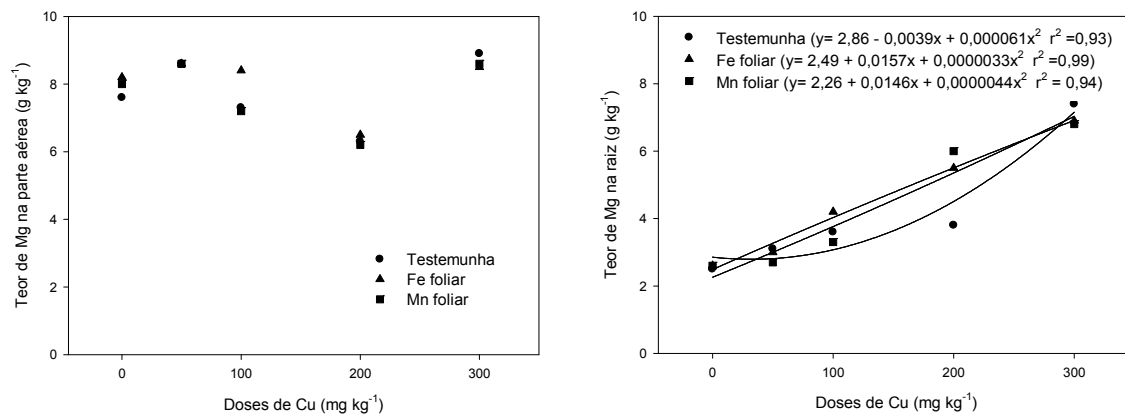 Teor de Mg na parte aérea (g kg⁻¹)
10
8
6
4
2
0
Testemunha
Fe foliar
Mn foliar
0
100
200
300
Doses de Cu (mg kg⁻¹)
Teor de Mg na raiz (g kg⁻¹)
10
8
6
4
2
0
Testemunha (y= 2,86 - 0,0039x + 0,000061x² r² =0,93)
Fe foliar (y= 2,49 + 0,0157x + 0,0000033x² r² =0,99)
Mn foliar (y= 2,26 + 0,0146x + 0,0000044x² r² = 0,94)
0
100
200
300
Doses de Cu (mg kg⁻¹)